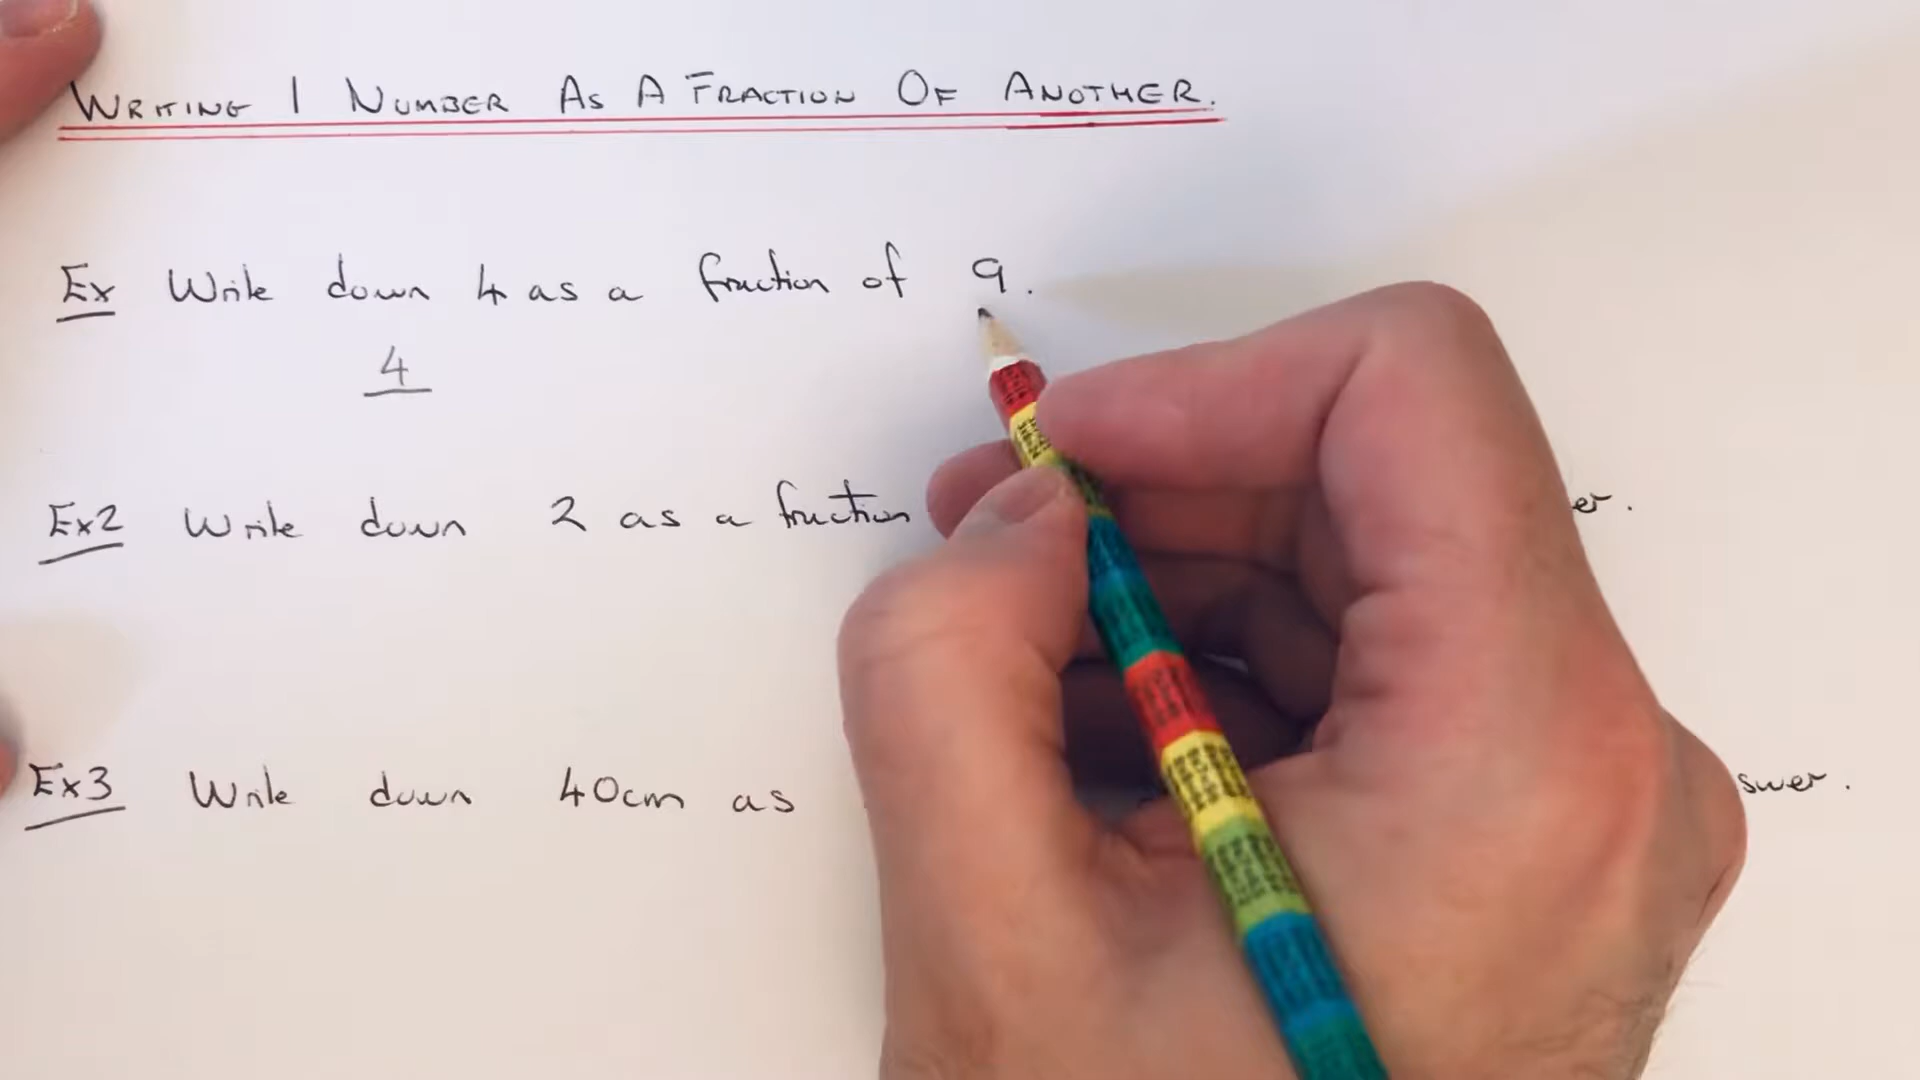 WRITING 1 NUMBER AS A FRACTION OF ANOTHER.
Ex Write down 4 as a fraction of 9.
4
Ex2 Write down 2 as a fraction er.
Ex3 Write down 40cm as swer.